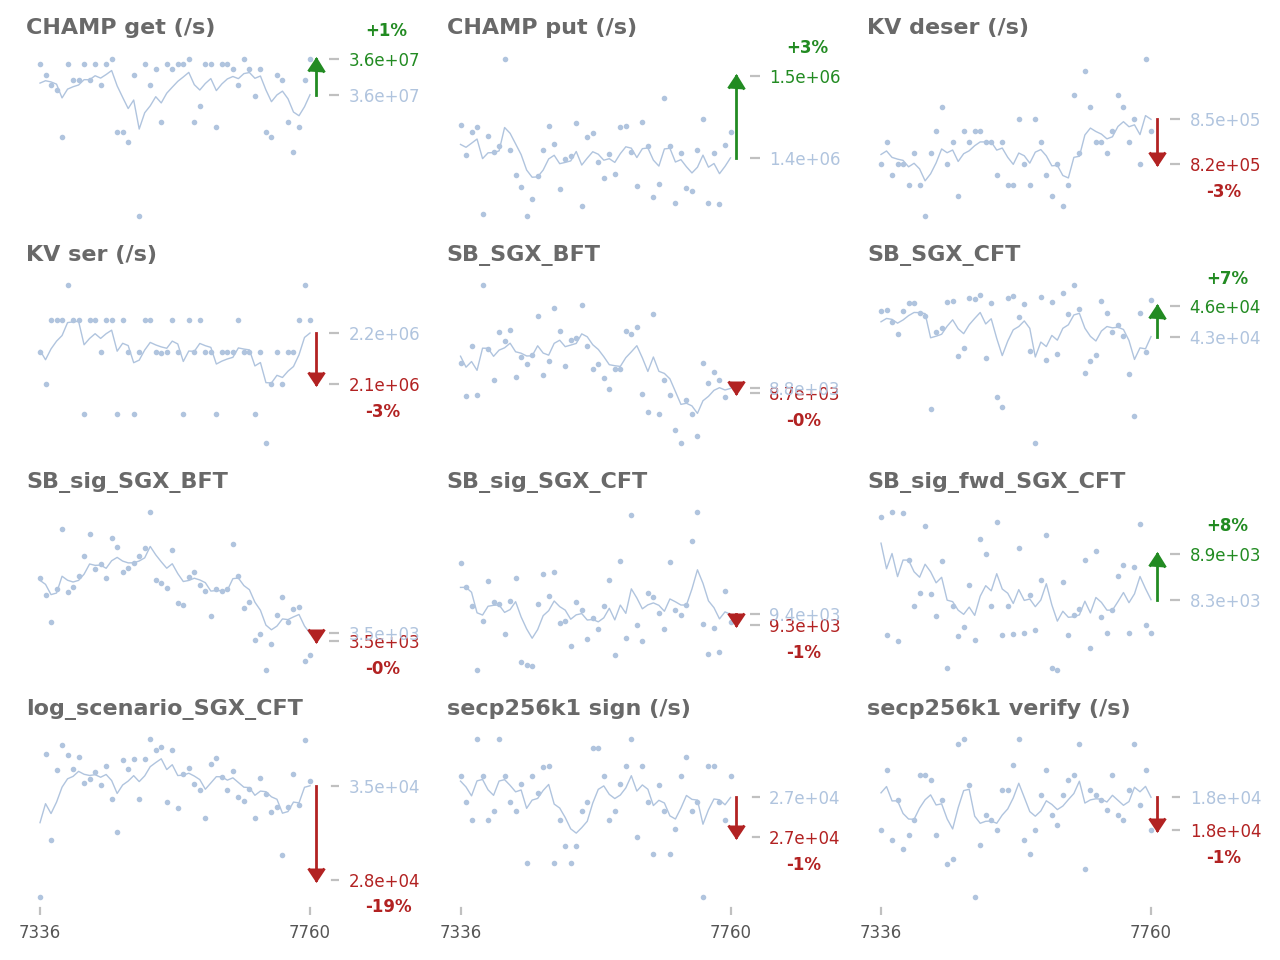 CHAMP get (/s)
+1%
3.6e+07
3.6e+07
CHAMP put (/s)
+3%
1.5e+06
1.4e+06
KV deser (/s)
8.5e+05
8.2e+05
-3%
KV ser (/s)
2.2e+06
2.1e+06
-3%
SB_SGX_BFT
8.8e+03
8.7e+03
-0%
SB_SGX_CFT
+7%
4.6e+04
4.3e+04
SB_sig_SGX_BFT
3.5e+03
3.5e+03
-0%
SB_sig_SGX_CFT
9.4e+03
9.3e+03
-1%
SB_sig_fwd_SGX_CFT
+8%
8.9e+03
8.3e+03
log_scenario_SGX_CFT
3.5e+04
2.8e+04
-19%
7336
7760
secp256k1 sign (/s)
2.7e+04
2.7e+04
-1%
7336
7760
secp256k1 verify (/s)
1.8e+04
1.8e+04
-1%
7336
7760